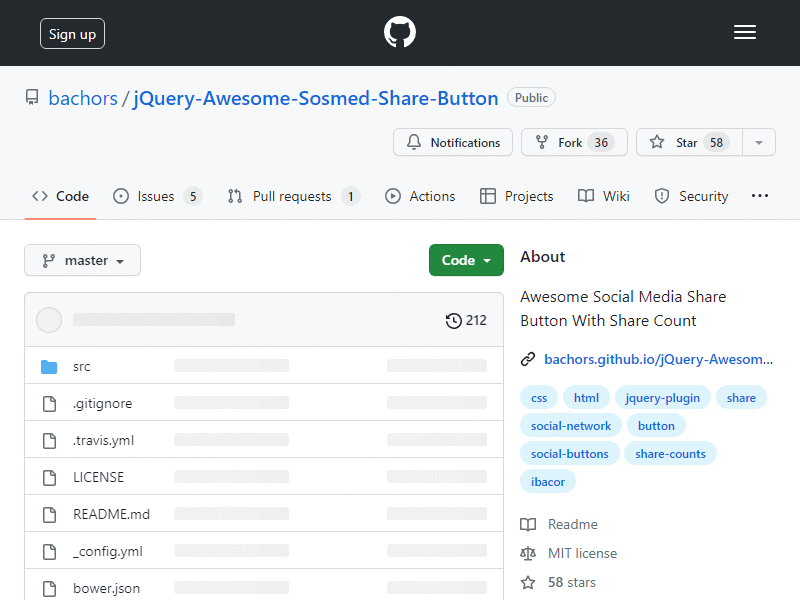 Sign up
bachors / jQuery-Awesome-Sosmed-Share-Button Public
Notifications Fork 36 Star 58
Code Issues 5 Pull requests 1 Actions Projects Wiki Security
master Code
212
src
.gitignore
.travis.yml
LICENSE
README.md
_config.yml
bower.json
About
Awesome Social Media Share
Button With Share Count
bachors.github.io/jQuery-Awesom...
css html jquery-plugin share
social-network button
social-buttons share-counts
ibacor
Readme
MIT license
58 stars